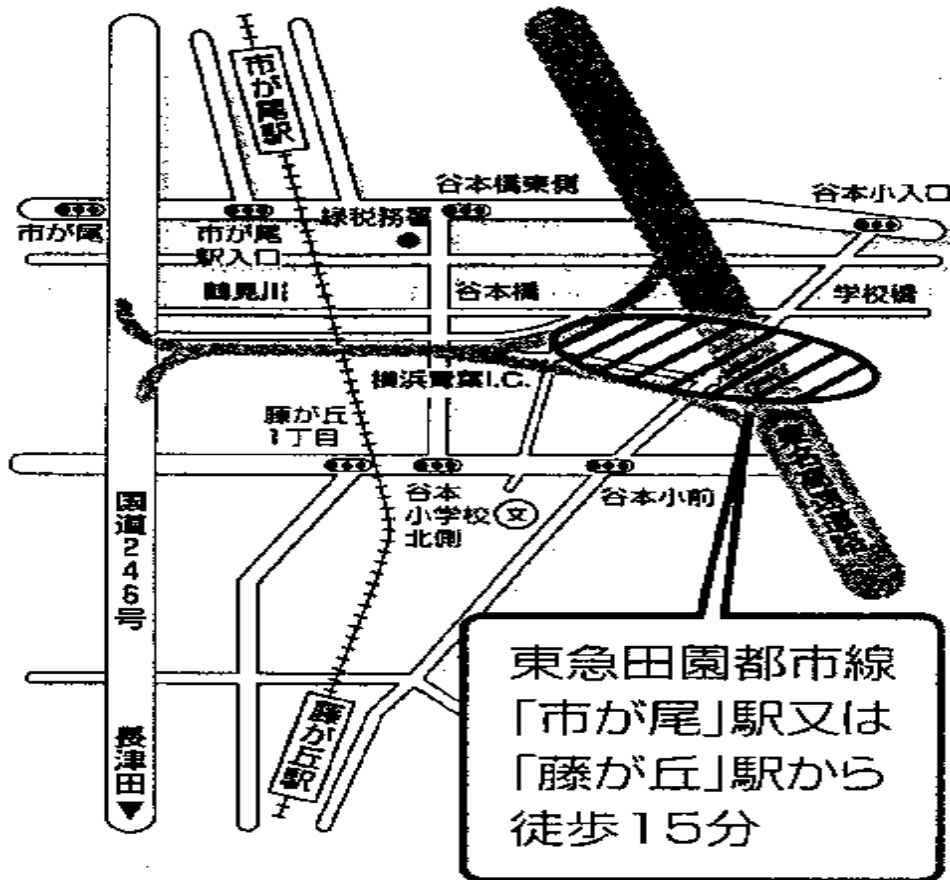 市が尾駅
谷本橋東側
谷本小入口
市が尾
市が尾
駅入口
緑税務署
鶴見川
谷本橋
学校橋
横浜青葉I.C.
藤が丘
1丁目
谷本
小学校
北側
文
谷本小前
国道246号
長津田▼
藤が丘駅
東急田園都市線
「市が尾」駅又は
「藤が丘」駅から
徒歩15分